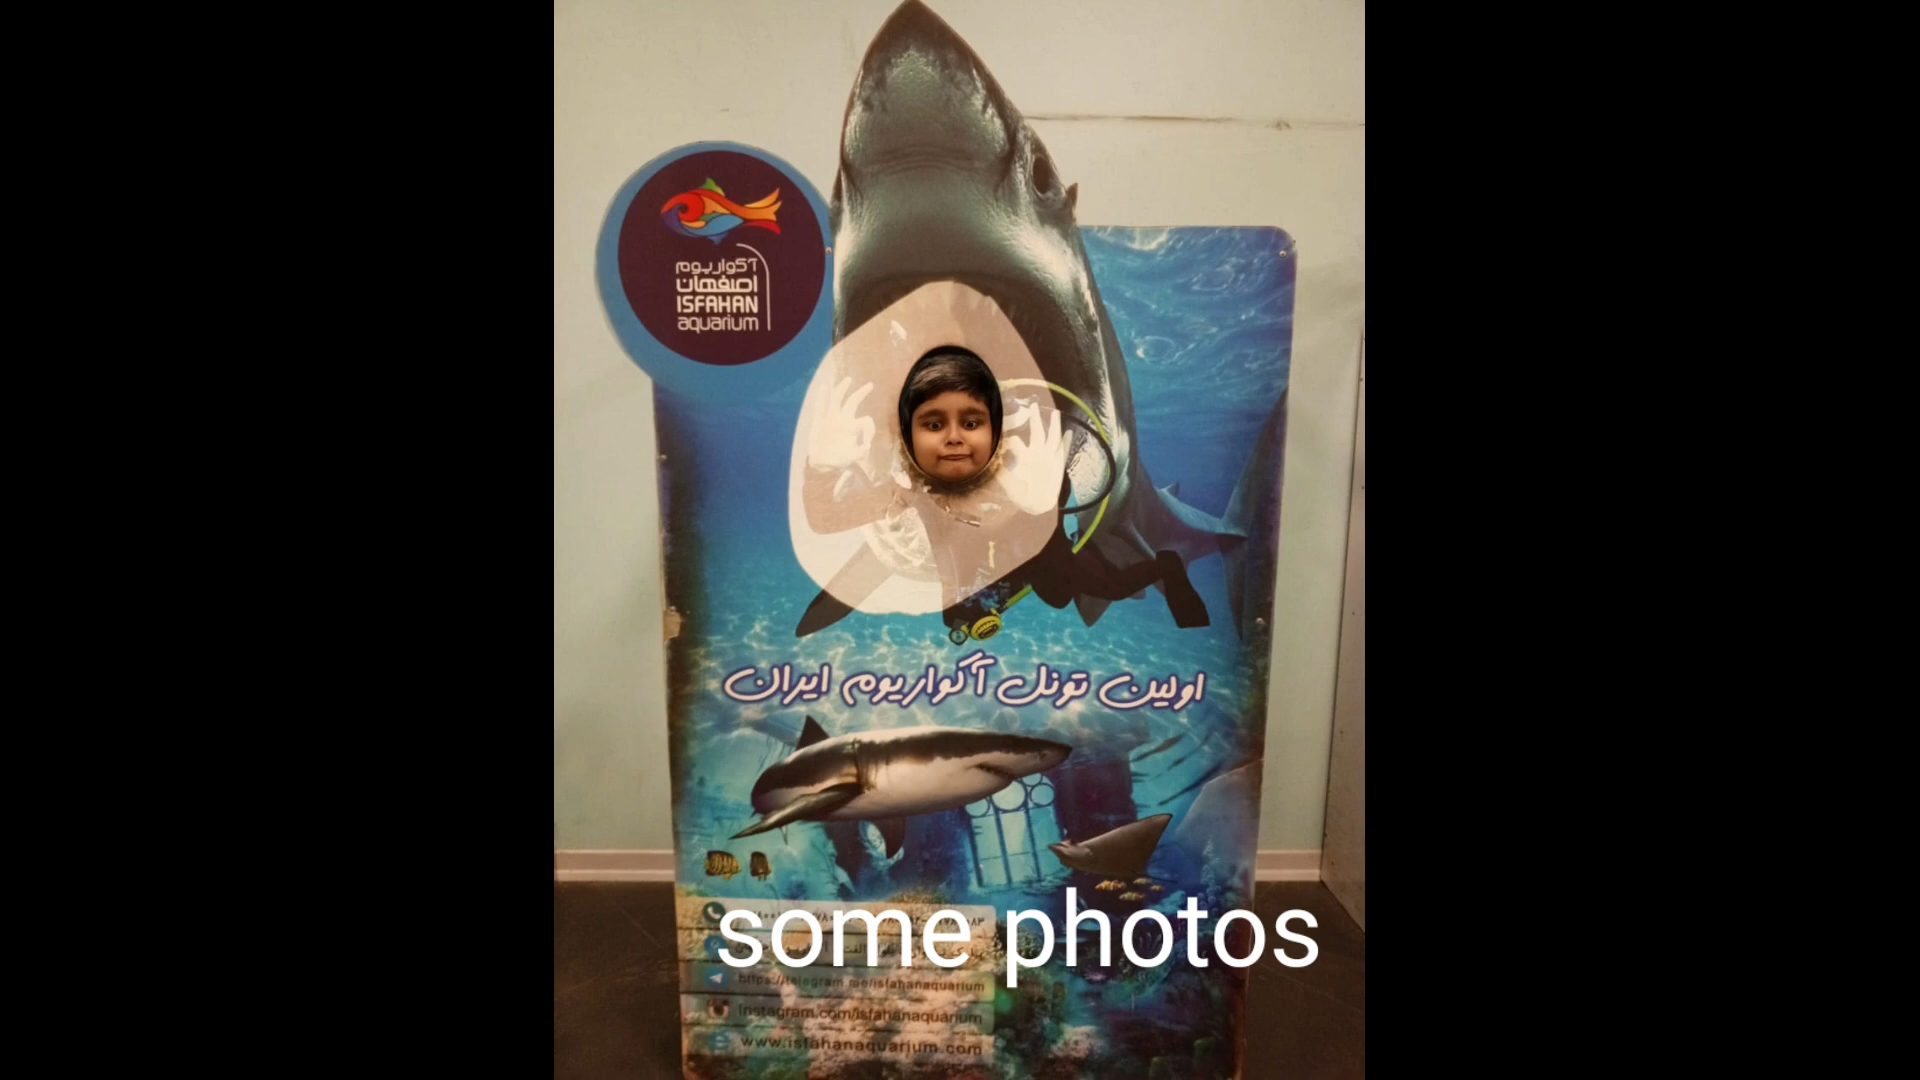 آکواریوم
اصفهان
ISFAHAN
aquarium
اولین تونل آکواریوم ایران
some photos
https://telegram.me/isfahanaquarium
instagram.com/isfahanaquarium
www.isfahanaquarium.com